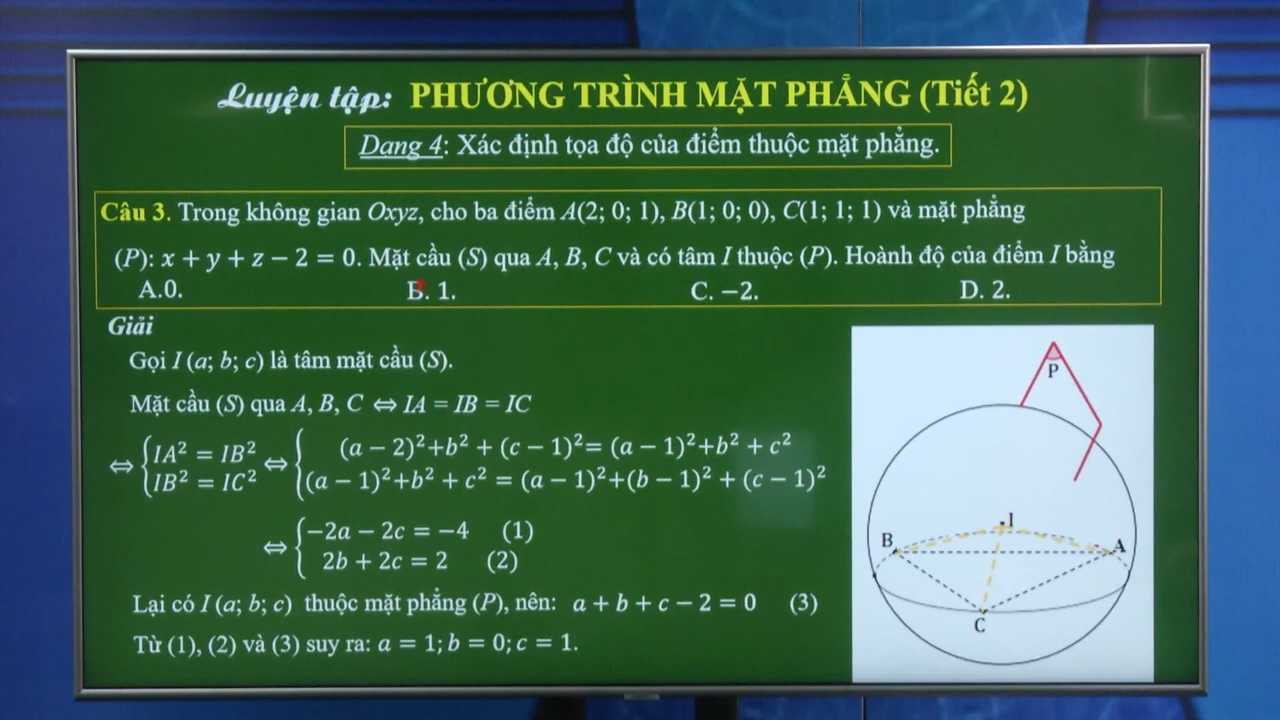 Luyện tập: PHƯƠNG TRÌNH MẶT PHẲNG (Tiết 2)
Dạng 4: Xác định tọa độ của điểm thuộc mặt phẳng.
Câu 3. Trong không gian Oxyz, cho ba điểm A(2; 0; 1), B(1; 0; 0), C(1; 1; 1) và mặt phẳng
(P): x + y + z − 2 = 0. Mặt cầu (S) qua A, B, C và có tâm I thuộc (P). Hoành độ của điểm I bằng
A.0. B. 1. C. −2. D. 2.
Giải
Gọi I (a; b; c) là tâm mặt cầu (S).
Mặt cầu (S) qua A, B, C ⇔ IA = IB = IC
⇔ {IA² = IB² ⇔ { (a − 2)²+b² + (c − 1)²= (a − 1)²+b² + c²
IB² = IC² (a − 1)²+b² + c² = (a − 1)²+(b − 1)² + (c − 1)²
⇔ {−2a − 2c = −4 (1)
2b + 2c = 2 (2)
Lại có I (a; b; c) thuộc mặt phẳng (P), nên: a + b + c − 2 = 0 (3)
Từ (1), (2) và (3) suy ra: a = 1; b = 0; c = 1.
P
I
B
A
C